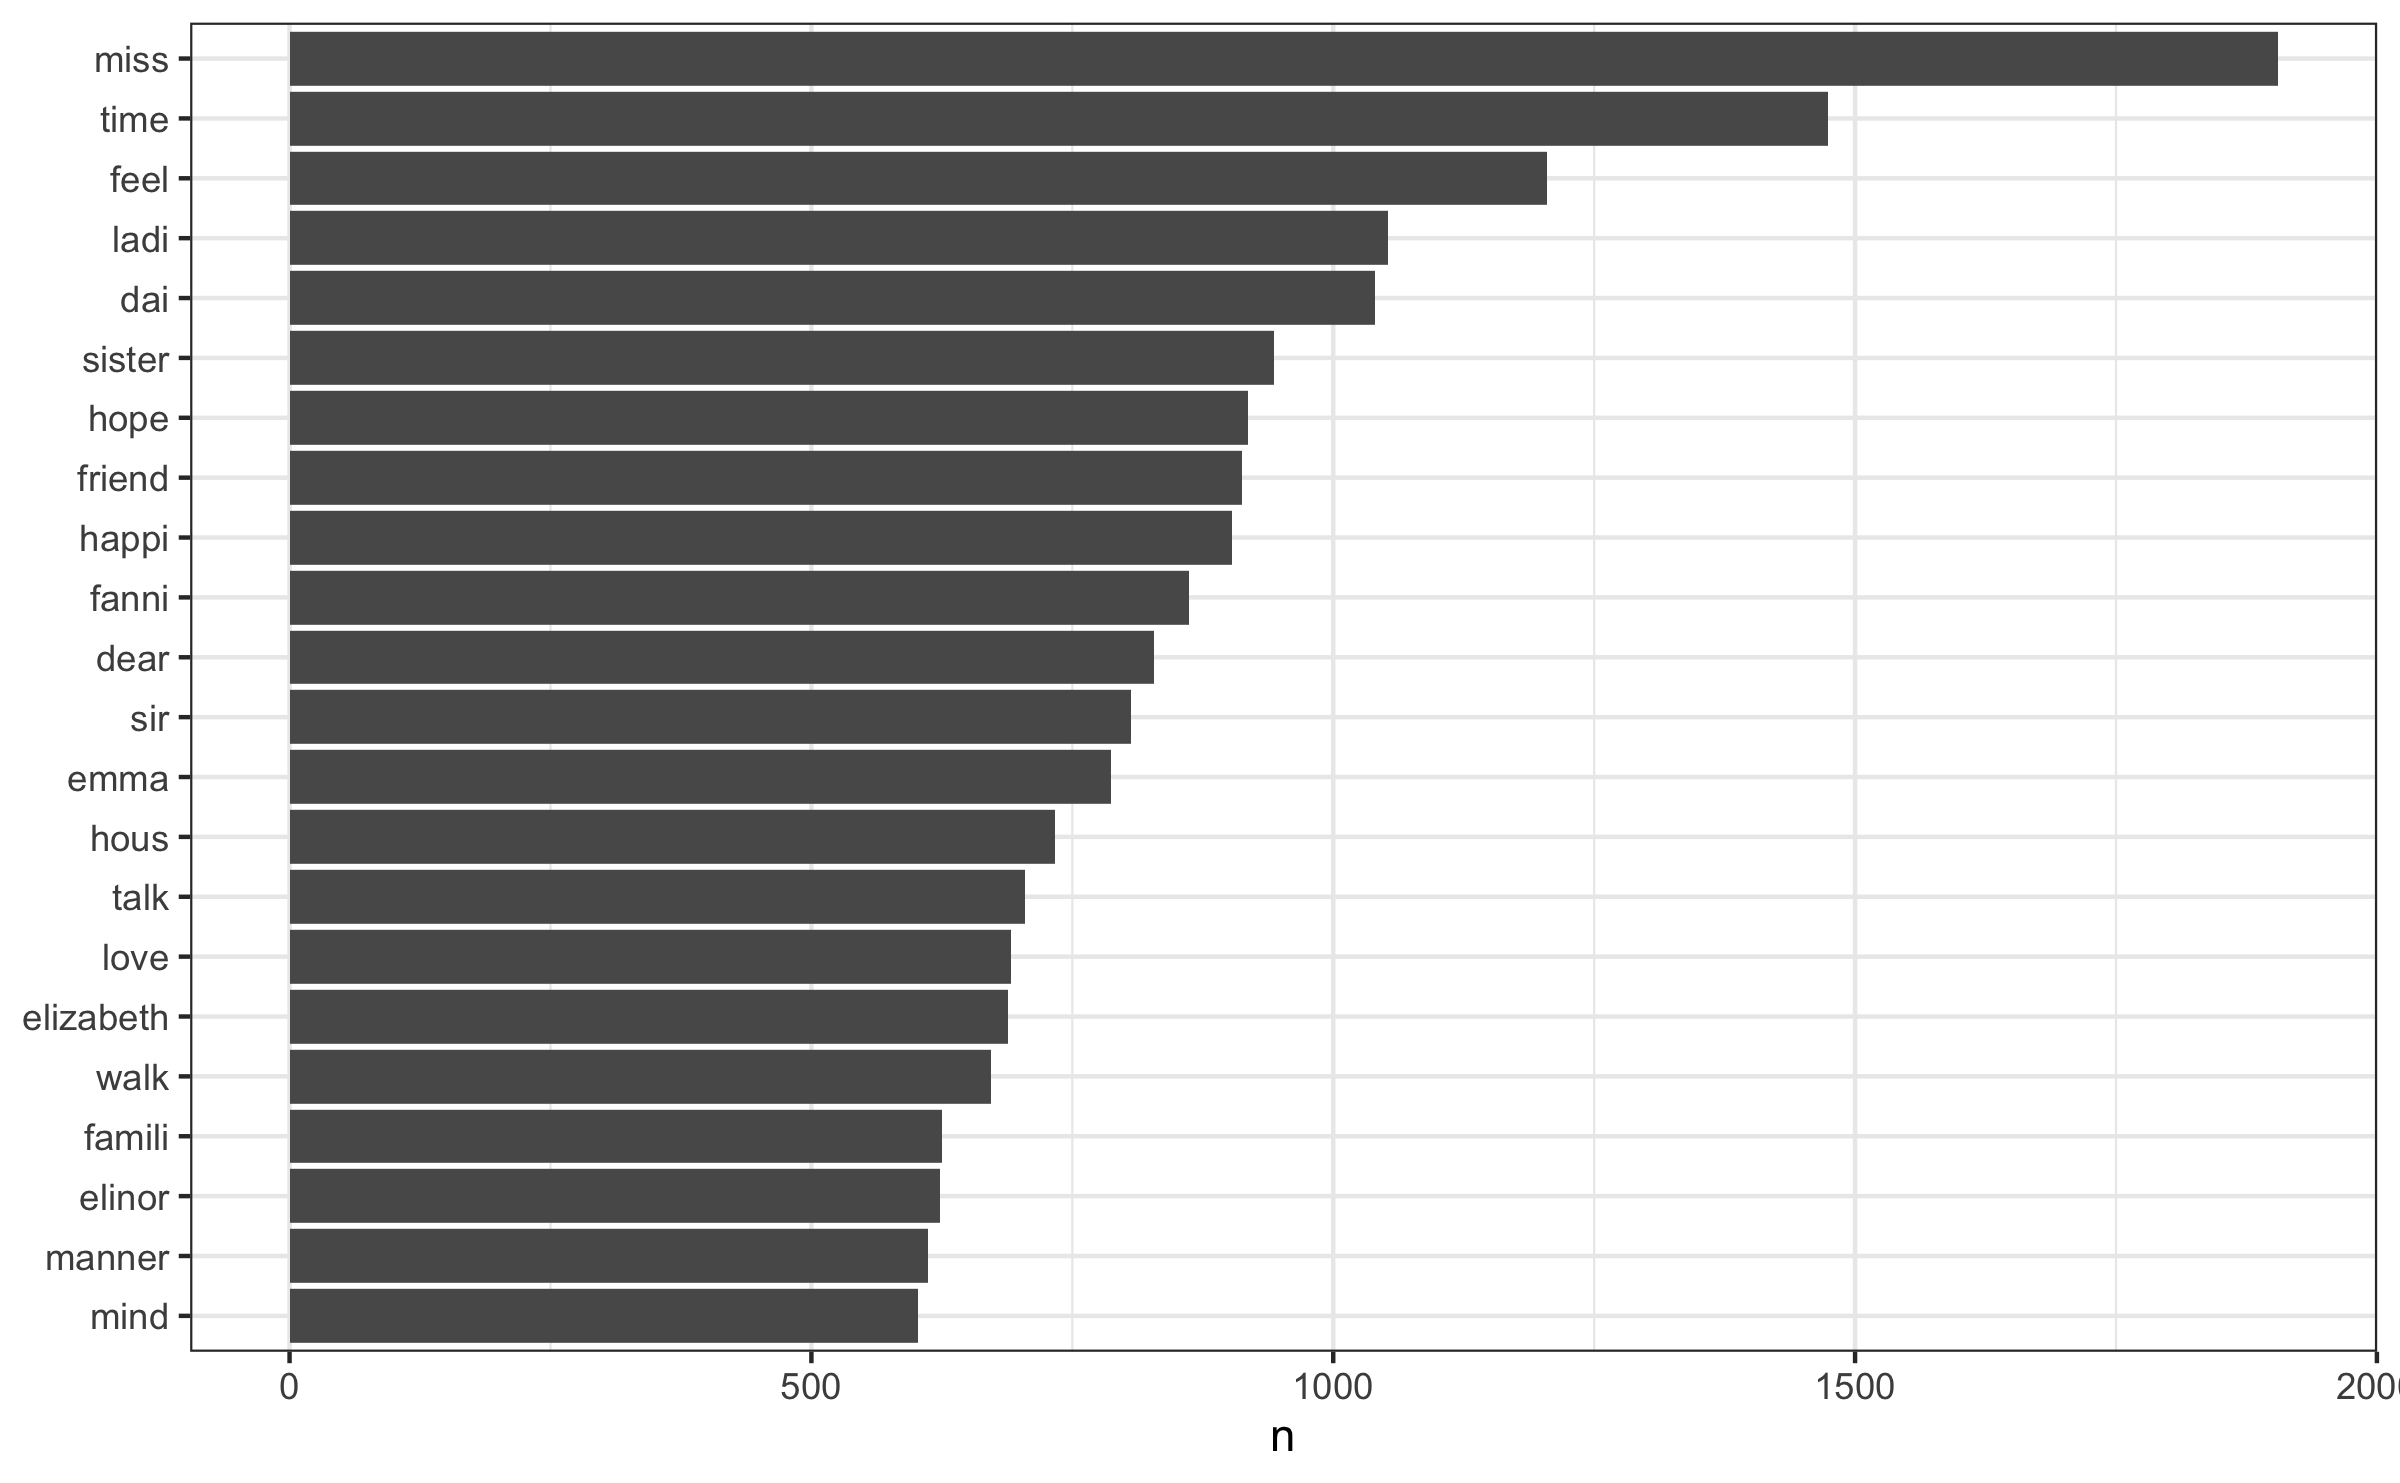 miss
time
feel
ladi
dai
sister
hope
friend
happi
fanni
dear
sir
emma
hous
talk
love
elizabeth
walk
famili
elinor
manner
mind
0 500 1000 1500 200
n